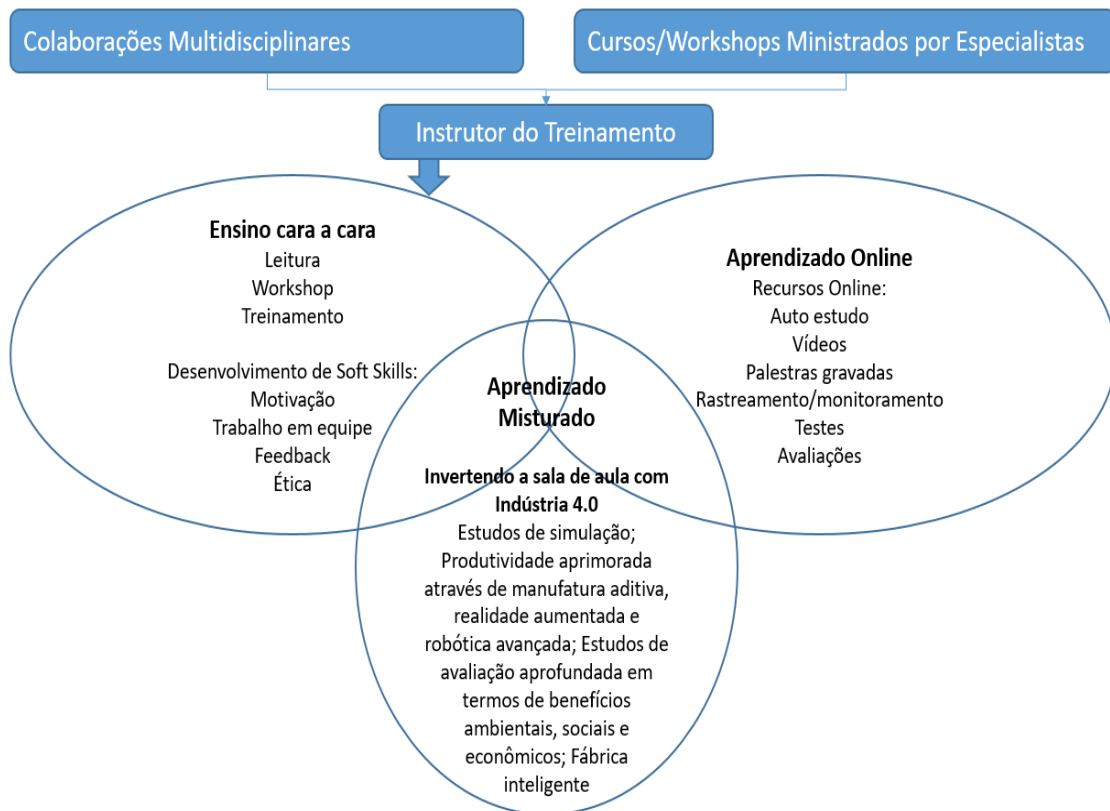 Colaborações Multidisciplinares
Cursos/Workshops Ministrados por Especialistas
Instrutor do Treinamento
Ensino cara a cara
Leitura
Workshop
Treinamento
Desenvolvimento de Soft Skills:
Motivação
Trabalho em equipe
Feedback
Ética
Aprendizado Online
Recursos Online:
Auto estudo
Vídeos
Palestras gravadas
Rastreamento/monitoramento
Testes
Avaliações
Aprendizado
Misturado
Invertendo a sala de aula com
Indústria 4.0
Estudos de simulação;
Produtividade aprimorada
através de manufatura aditiva,
realidade aumentada e
robótica avançada; Estudos de
avaliação aprofundada em
termos de benefícios
ambientais, sociais e
econômicos; Fábrica
inteligente